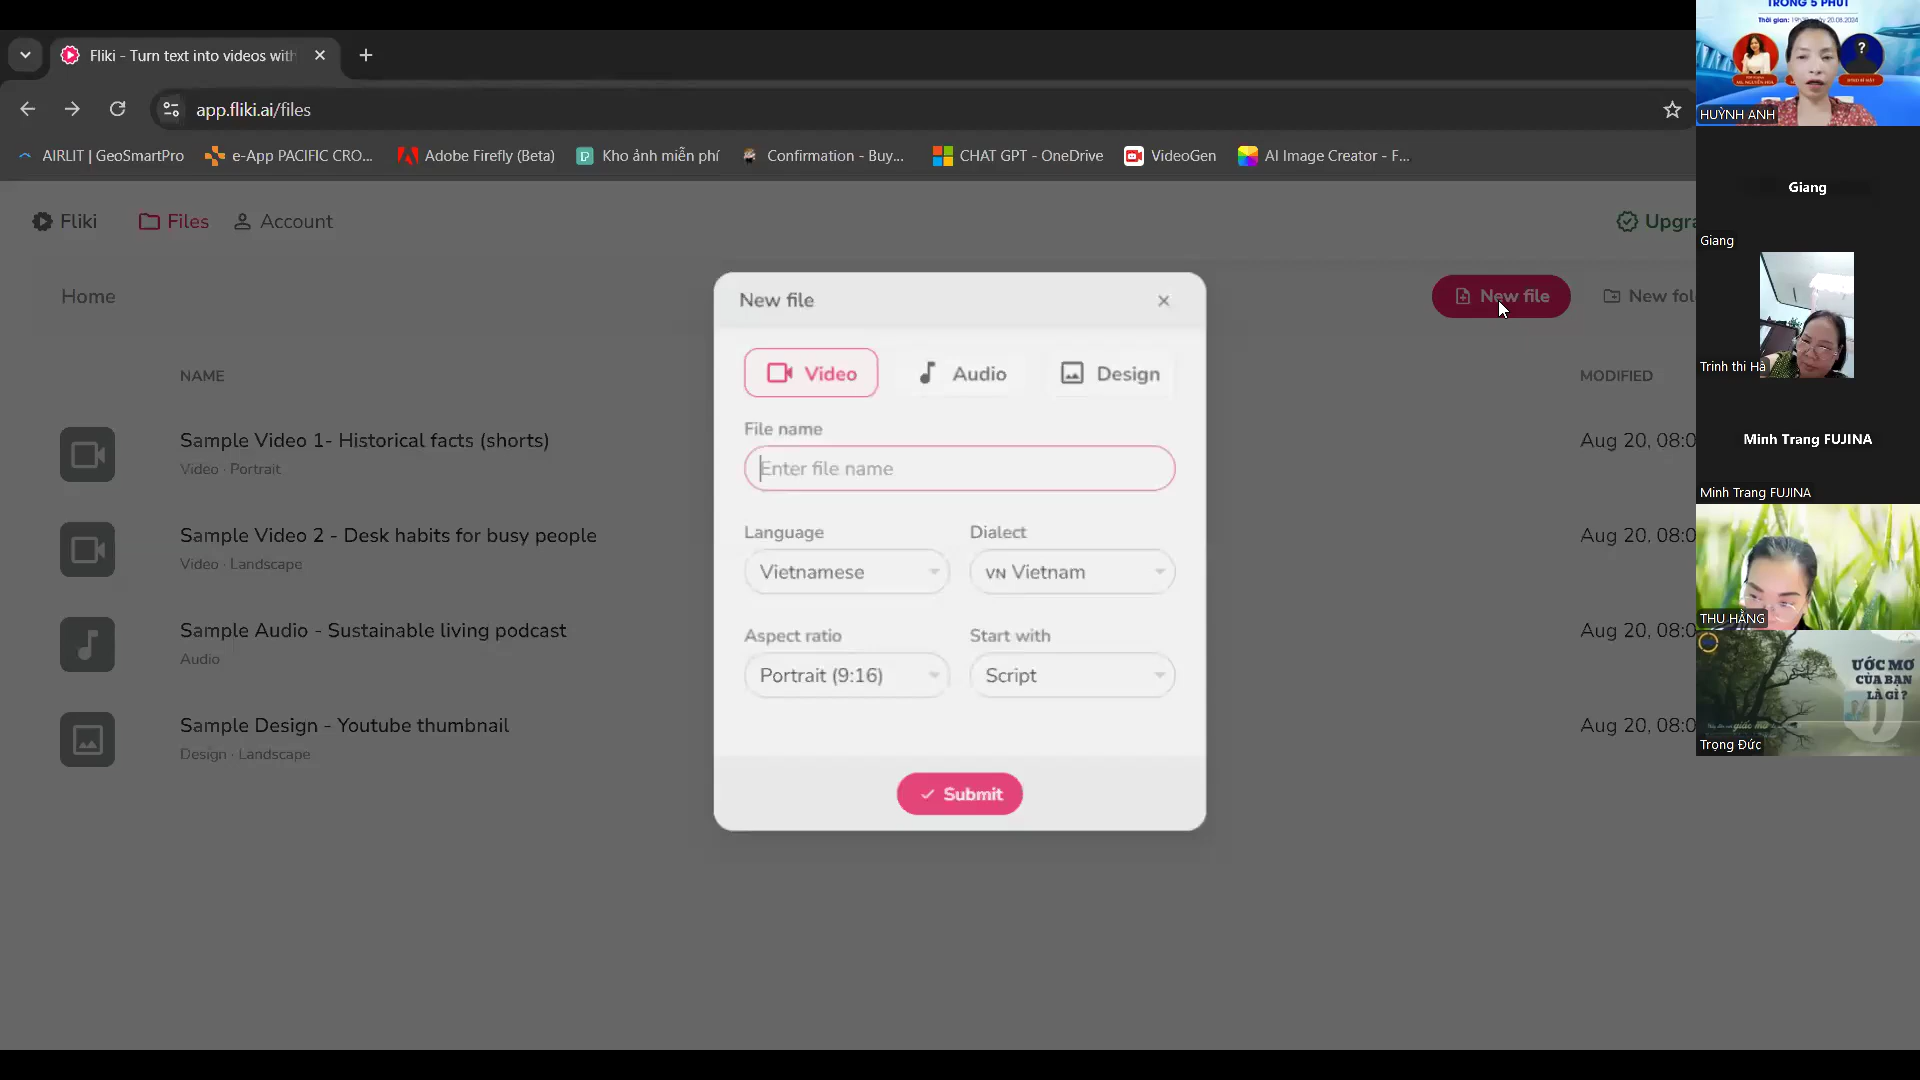 Fliki - Turn text into videos with
app.fliki.ai/files
AIRLIT | GeoSmartPro
e-App PACIFIC CRO...
Adobe Firefly (Beta)
Kho ảnh miễn phí
Confirmation - Buy...
CHAT GPT - OneDrive
VideoGen
AI Image Creator - F...
Fliki
Files
Account
Upgra
Home
New file
New fol
NAME
MODIFIED
Sample Video 1- Historical facts (shorts)
Video · Portrait
Aug 20, 08:0
Sample Video 2 - Desk habits for busy people
Video · Landscape
Aug 20, 08:0
Sample Audio - Sustainable living podcast
Audio
Aug 20, 08:0
Sample Design - Youtube thumbnail
Design · Landscape
Aug 20, 08:0
New file
Video
Audio
Design
File name
Enter file name
Language
Dialect
Vietnamese
VN Vietnam
Aspect ratio
Start with
Portrait (9:16)
Script
Submit
TRONG 5 PHÚT
?
HUỲNH ANH
Giang
Giang
Trinh thi Hà
Minh Trang FUJINA
Minh Trang FUJINA
THU HẰNG
ƯỚC MƠ
CỦA BẠN
LÀ GÌ ?
Trọng Đức